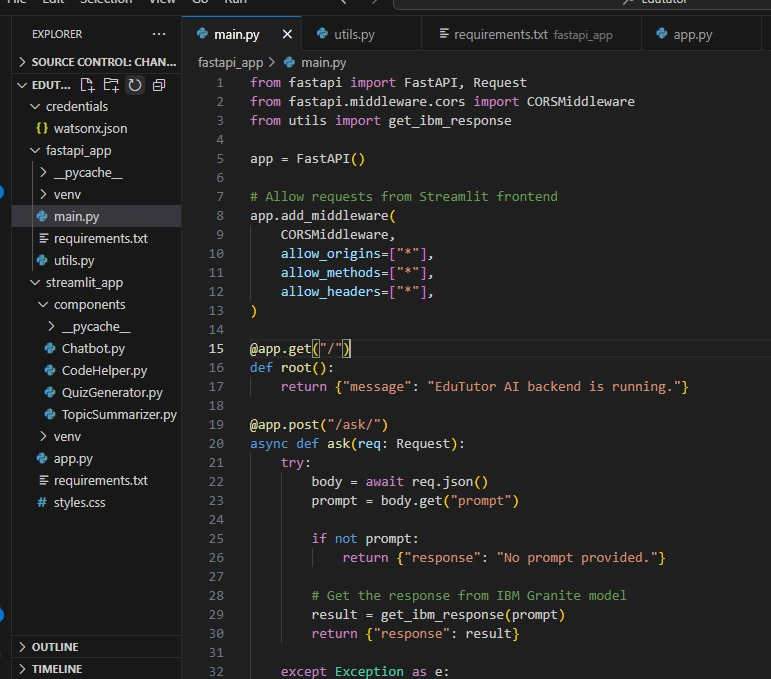 File Edit Selection View Go Run
Edututor
EXPLORER
main.py
utils.py
requirements.txt fastapi_app
app.py
SOURCE CONTROL: CHAN...
EDUT...
credentials
watsonx.json
fastapi_app
__pycache__
venv
main.py
requirements.txt
utils.py
streamlit_app
components
__pycache__
Chatbot.py
CodeHelper.py
QuizGenerator.py
TopicSummarizer.py
venv
app.py
requirements.txt
styles.css
OUTLINE
TIMELINE
fastapi_app > main.py
1 from fastapi import FastAPI, Request
2 from fastapi.middleware.cors import CORSMiddleware
3 from utils import get_ibm_response
4
5 app = FastAPI()
6
7 # Allow requests from Streamlit frontend
8 app.add_middleware(
9     CORSMiddleware,
10     allow_origins=["*"],
11     allow_methods=["*"],
12     allow_headers=["*"],
13 )
14
15 @app.get("/")
16 def root():
17     return {"message": "EduTutor AI backend is running."}
18
19 @app.post("/ask/")
20 async def ask(req: Request):
21     try:
22         body = await req.json()
23         prompt = body.get("prompt")
24
25         if not prompt:
26             return {"response": "No prompt provided."}
27
28         # Get the response from IBM Granite model
29         result = get_ibm_response(prompt)
30         return {"response": result}
31
32     except Exception as e: